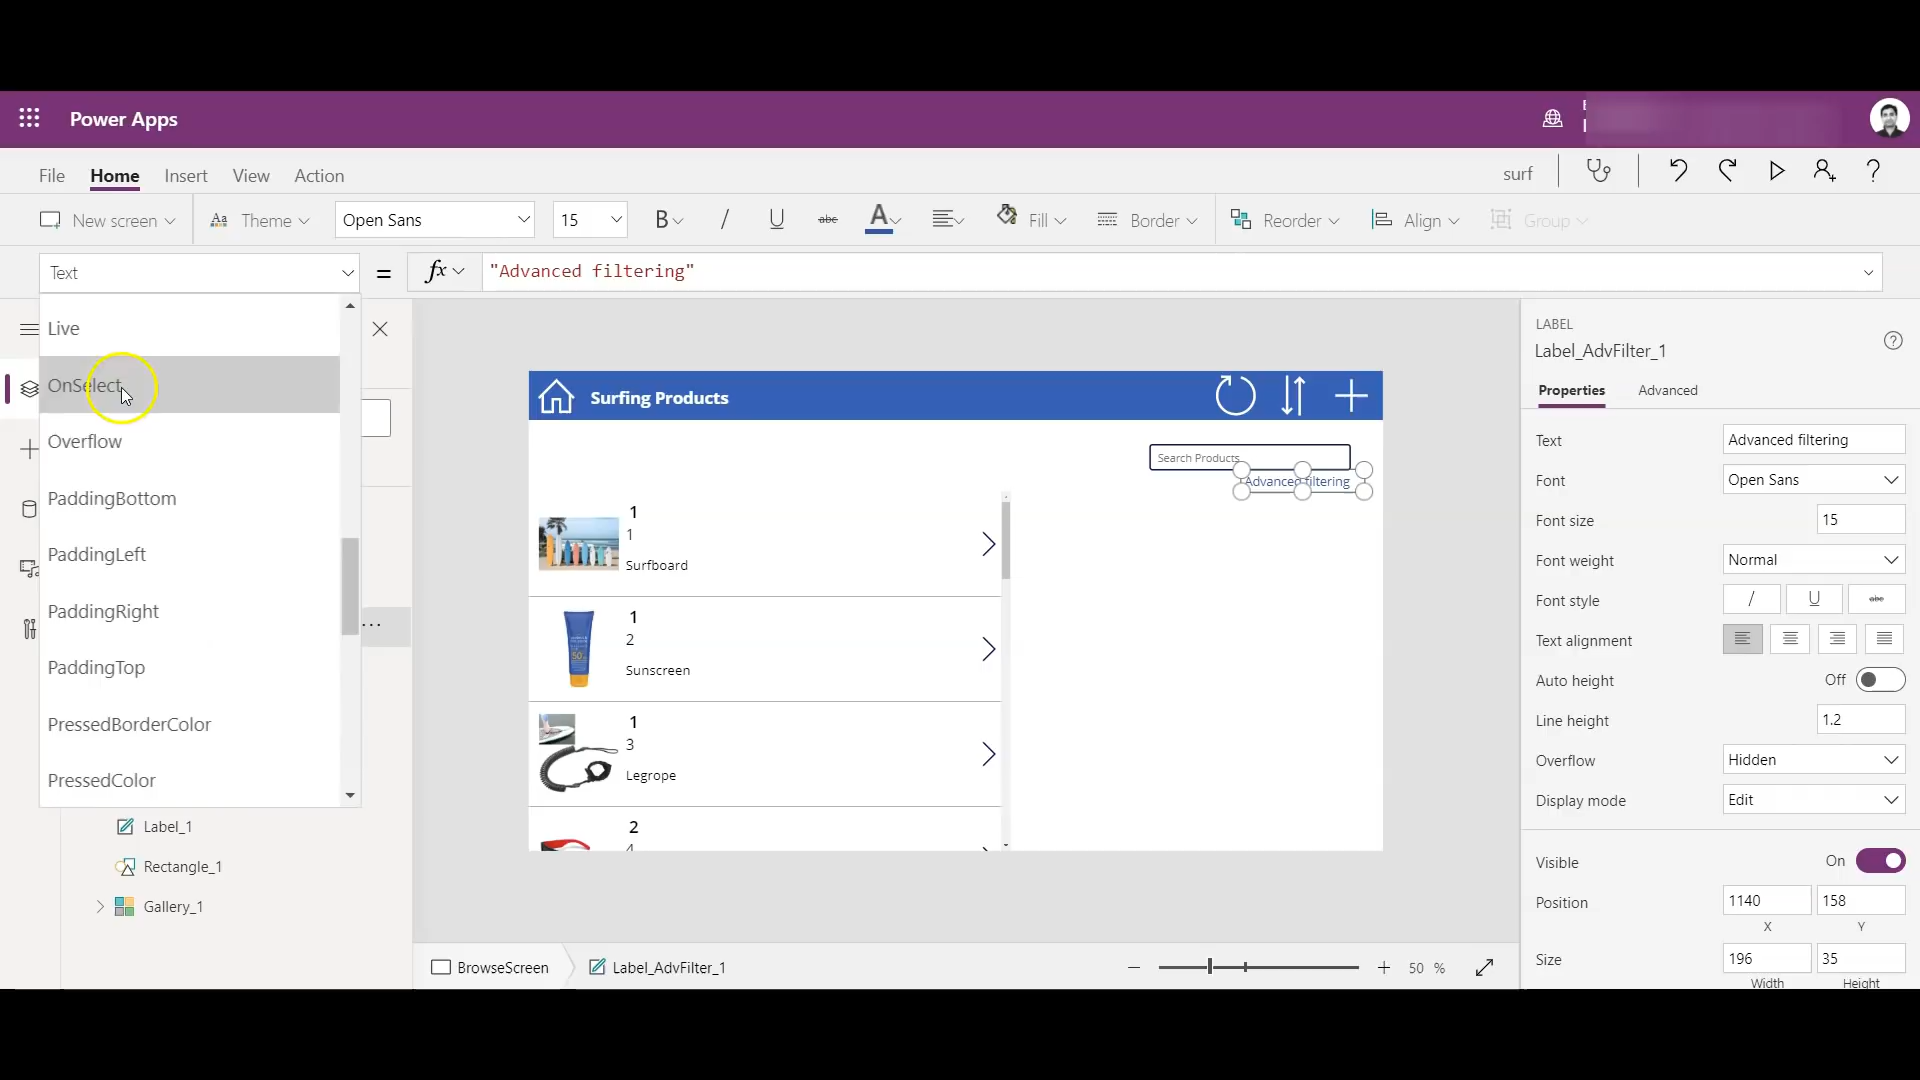 Power Apps
File Home Insert View Action
surf
New screen
Theme
Open Sans
15
B
Fill
Border
Reorder
Align
Group
Text
=
fx
"Advanced filtering"
Live
OnSelect
Overflow
PaddingBottom
PaddingLeft
PaddingRight
PaddingTop
PressedBorderColor
PressedColor
Label_1
Rectangle_1
Gallery_1
Surfing Products
Search Products
Advanced filtering
1
1
Surfboard
1
2
Sunscreen
1
3
Legrope
2
4
BrowseScreen
Label_AdvFilter_1
50 %
LABEL
Label_AdvFilter_1
Properties Advanced
Text Advanced filtering
Font Open Sans
Font size 15
Font weight Normal
Font style / U abc
Text alignment
Auto height Off
Line height 1.2
Overflow Hidden
Display mode Edit
Visible On
Position 1140 158
X Y
Size 196 35
Width Height